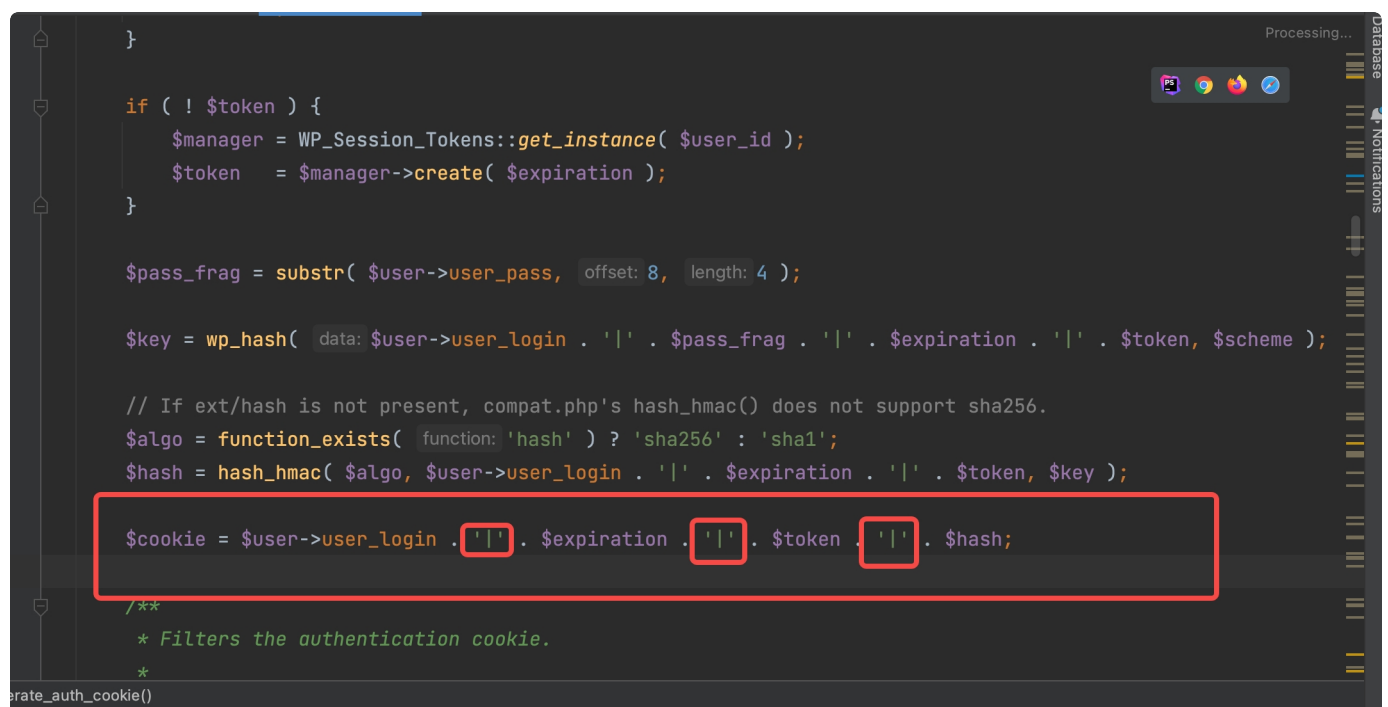 }
Processing...
Database
Notifications
PS
if ( ! $token ) {
$manager = WP_Session_Tokens::get_instance( $user_id );
$token   = $manager->create( $expiration );
}
$pass_frag = substr( $user->user_pass, offset: 8, length: 4 );
$key = wp_hash( data: $user->user_login . '|' . $pass_frag . '|' . $expiration . '|' . $token, $scheme );
// If ext/hash is not present, compat.php's hash_hmac() does not support sha256.
$algo = function_exists( function: 'hash' ) ? 'sha256' : 'sha1';
$hash = hash_hmac( $algo, $user->user_login . '|' . $expiration . '|' . $token, $key );
$cookie = $user->user_login . '|' . $expiration . '|' . $token . '|' . $hash;
/**
* Filters the authentication cookie.
*
erate_auth_cookie()